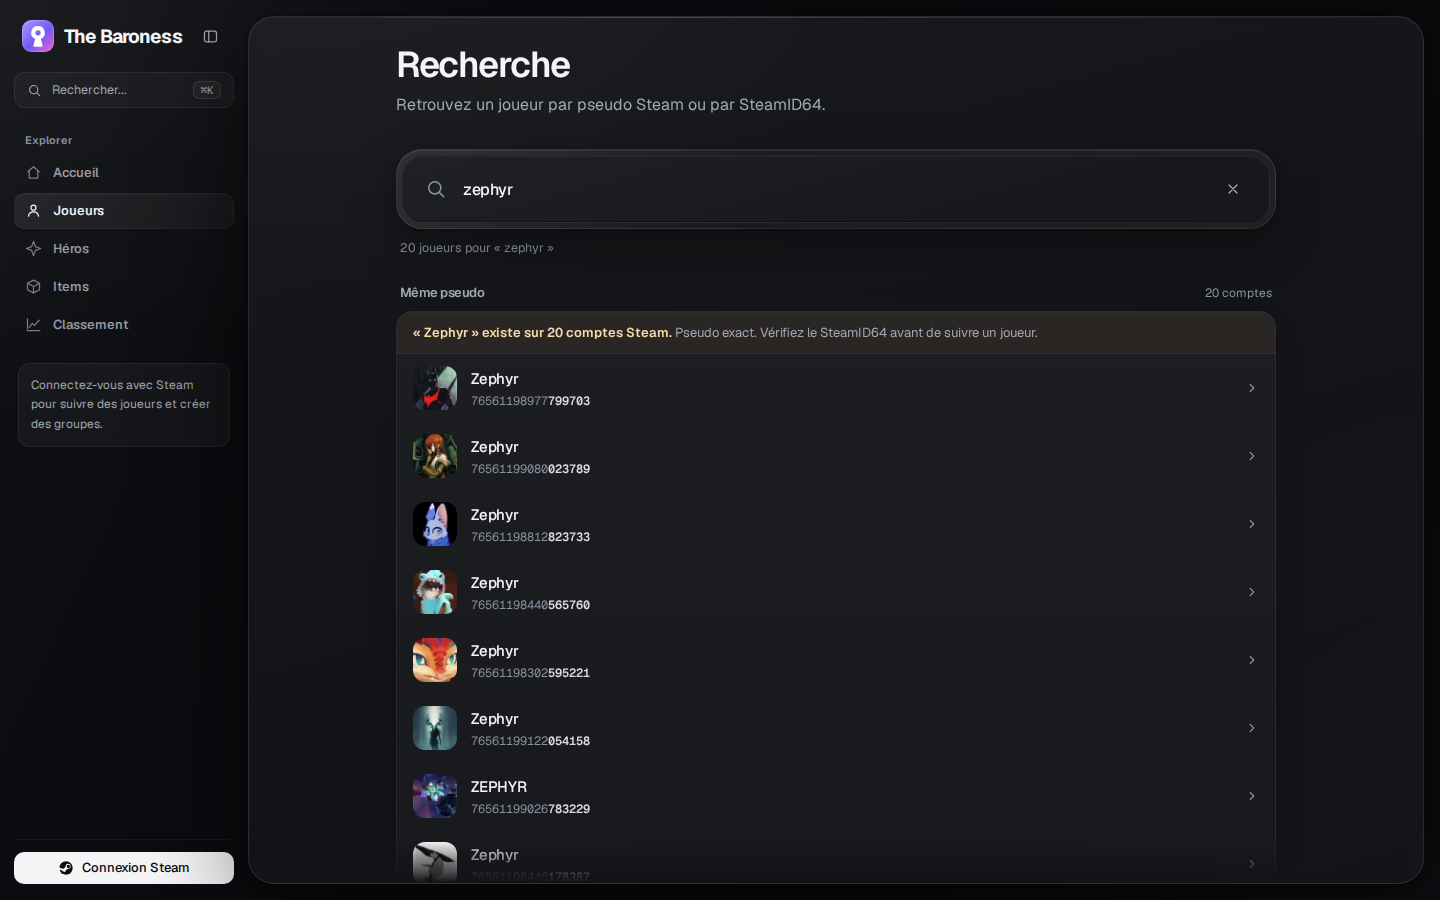 The Baroness
Rechercher...
⌘K
Explorer
Accueil
Joueurs
Héros
Items
Classement
Connectez-vous avec Steam
pour suivre des joueurs et créer
des groupes.
Connexion Steam
Recherche
Retrouvez un joueur par pseudo Steam ou par SteamID64.
zephyr
20 joueurs pour « zephyr »
Même pseudo
20 comptes
« Zephyr » existe sur 20 comptes Steam. Pseudo exact. Vérifiez le SteamID64 avant de suivre un joueur.
Zephyr
76561198977799703
Zephyr
76561199080023789
Zephyr
76561198812823733
Zephyr
76561198440565760
Zephyr
76561198302595221
Zephyr
76561199122054158
ZEPHYR
76561199026783229
Zephyr
76561198446178387